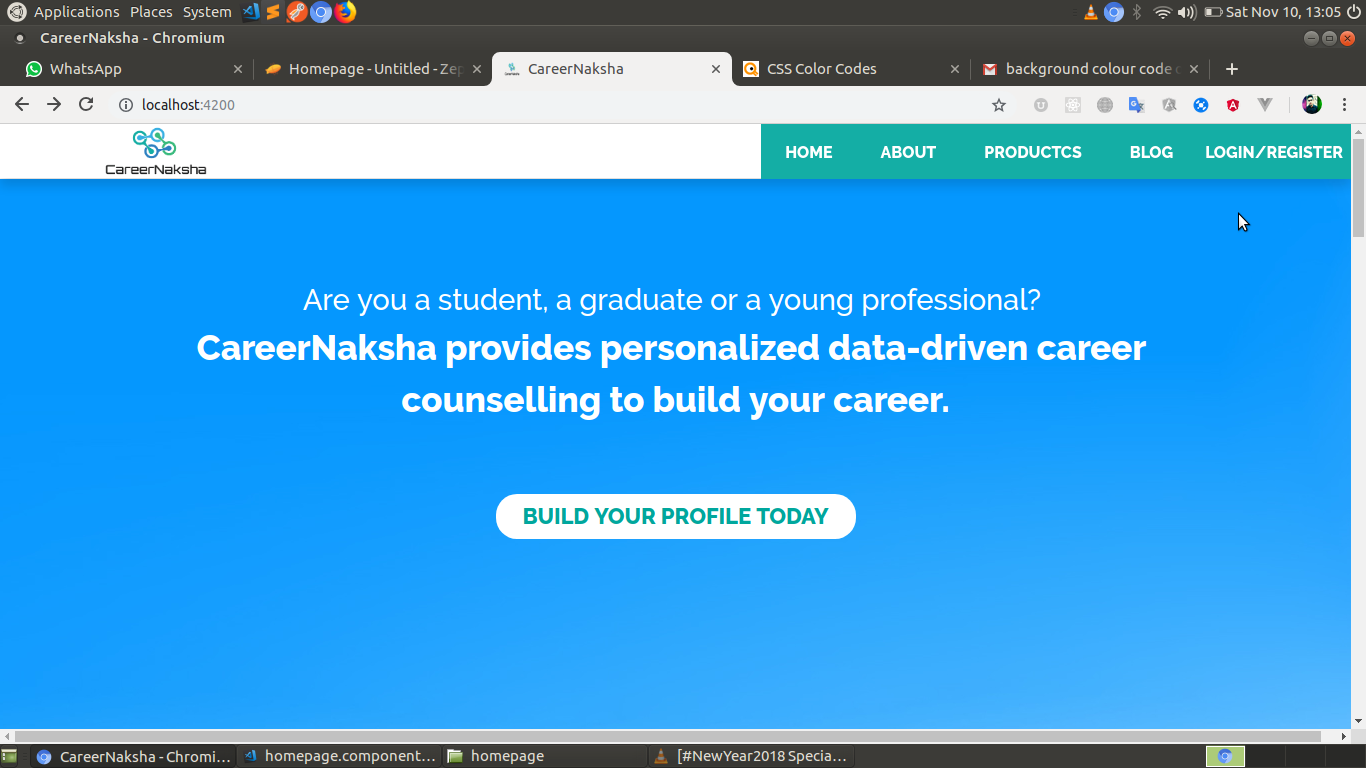 Applications Places System Sat Nov 10, 13:05
CareerNaksha - Chromium
WhatsApp Homepage - Untitled - Zep CareerNaksha CSS Color Codes background colour code
localhost:4200
CareerNaksha HOME ABOUT PRODUCTCS BLOG LOGIN/REGISTER
Are you a student, a graduate or a young professional?
CareerNaksha provides personalized data-driven career
counselling to build your career.
BUILD YOUR PROFILE TODAY
CareerNaksha - Chromi... homepage.component... homepage [#NewYear2018 Specia...